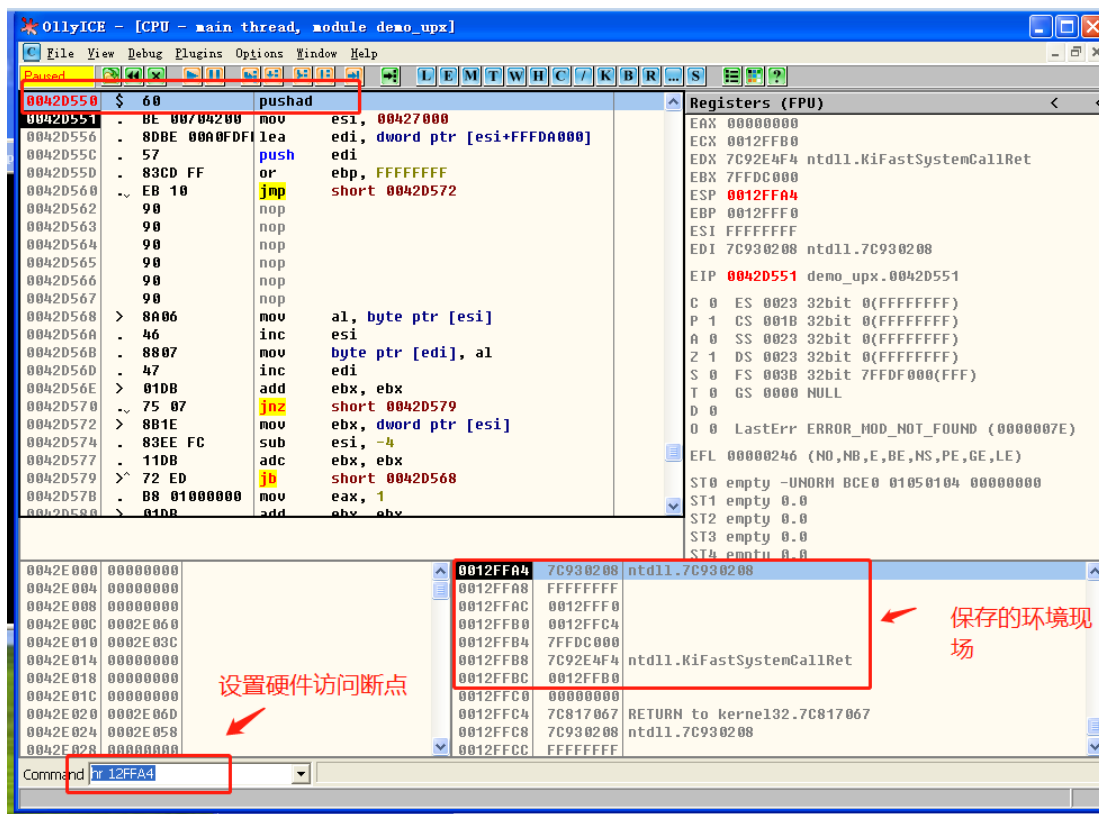 OllyICE - [CPU - main thread, module demo_upx]
C File View Debug Plugins Options Window Help
Paused L E M T W H C / K B R ... S ?
0042D550 $ 60 pushad
0042D551 . BE 00704200 mov esi, 00427000
0042D556 . 8DBE 00A0FDFF lea edi, dword ptr [esi+FFFDA000]
0042D55C . 57 push edi
0042D55D . 83CD FF or ebp, FFFFFFFF
0042D560 .v EB 10 jmp short 0042D572
0042D562 90 nop
0042D563 90 nop
0042D564 90 nop
0042D565 90 nop
0042D566 90 nop
0042D567 90 nop
0042D568 > 8A06 mov al, byte ptr [esi]
0042D56A . 46 inc esi
0042D56B . 8807 mov byte ptr [edi], al
0042D56D . 47 inc edi
0042D56E > 01DB add ebx, ebx
0042D570 .v 75 07 jnz short 0042D579
0042D572 > 8B1E mov ebx, dword ptr [esi]
0042D574 . 83EE FC sub esi, -4
0042D577 . 11DB adc ebx, ebx
0042D579 >^ 72 ED jb short 0042D568
0042D57B . B8 01000000 mov eax, 1
0042D580 > 01DB add ebx, ebx
Registers (FPU) < <
EAX 00000000
ECX 0012FFB0
EDX 7C92E4F4 ntdll.KiFastSystemCallRet
EBX 7FFDC000
ESP 0012FFA4
EBP 0012FFF0
ESI FFFFFFFF
EDI 7C930208 ntdll.7C930208
EIP 0042D551 demo_upx.0042D551
C 0 ES 0023 32bit 0(FFFFFFFF)
P 1 CS 001B 32bit 0(FFFFFFFF)
A 0 SS 0023 32bit 0(FFFFFFFF)
Z 1 DS 0023 32bit 0(FFFFFFFF)
S 0 FS 003B 32bit 7FFDF000(FFF)
T 0 GS 0000 NULL
D 0
O 0 LastErr ERROR_MOD_NOT_FOUND (0000007E)
EFL 00000246 (NO,NB,E,BE,NS,PE,GE,LE)
ST0 empty -UNORM BCE0 01050104 00000000
ST1 empty 0.0
ST2 empty 0.0
ST3 empty 0.0
ST4 empty 0.0
0042E000 00000000
0042E004 00000000
0042E008 00000000
0042E00C 0002E060
0042E010 0002E03C
0042E014 00000000
0042E018 00000000
0042E01C 00000000
0042E020 0002E06D
0042E024 0002E058
0042E028 00000000
设置硬件访问断点
0012FFA4 7C930208 ntdll.7C930208
0012FFA8 FFFFFFFF
0012FFAC 0012FFF0
0012FFB0 0012FFC4
0012FFB4 7FFDC000
0012FFB8 7C92E4F4 ntdll.KiFastSystemCallRet
0012FFBC 0012FFB0
0012FFC0 00000000
0012FFC4 7C817067 RETURN to kernel32.7C817067
0012FFC8 7C930208 ntdll.7C930208
0012FFCC FFFFFFFF
保存的环境现
场
Command hr 12FFA4